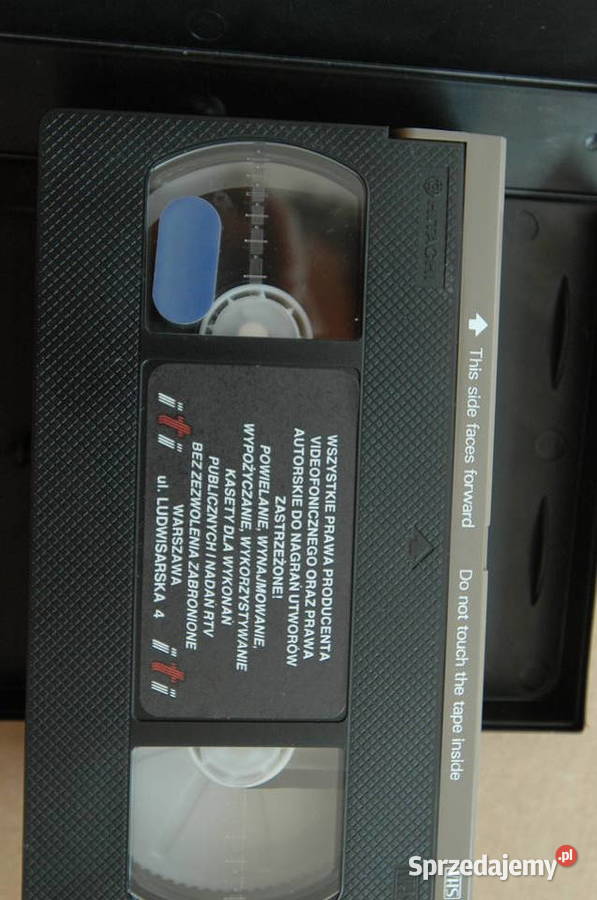 HITACHI
This side faces forward
Do not touch the tape inside
WSZYSTKIE PRAWA PRODUCENTA
VIDEOFONICZNEGO ORAZ PRAWA
AUTORSKIE DO NAGRAŃ UTWORÓW
ZASTRZEŻONE!
POWIELANIE, WYNAJMOWANIE,
WYPOŻYCZANIE, WYKORZYSTYWANIE
KASETY DLA WYKONAŃ
PUBLICZNYCH I NADAŃ RTV
BEZ ZEZWOLENIA ZABRONIONE
WARSZAWA
ul. LUDWISARSKA 4
VHS
Sprzedajemy.pl